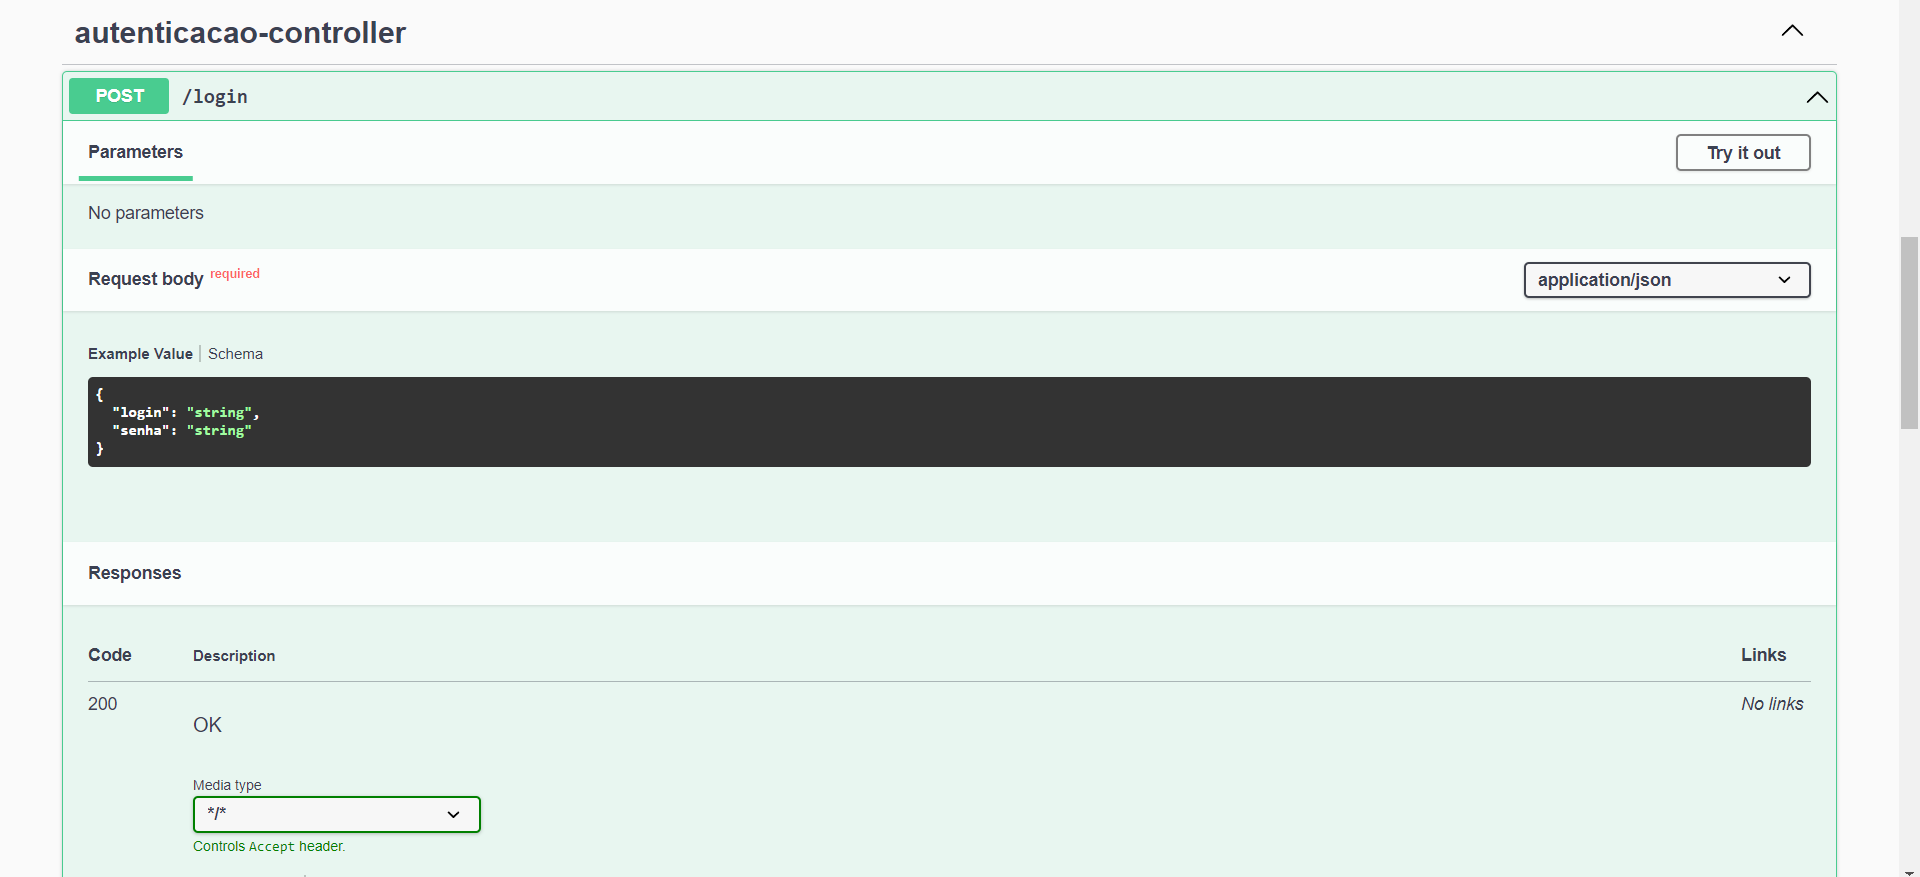 autenticacao-controller
POST /login
Parameters Try it out
No parameters
Request body required application/json
Example Value Schema
{
"login": "string",
"senha": "string"
}
Responses
Code Description Links
200 No links
OK
Media type
*/*
Controls Accept header.